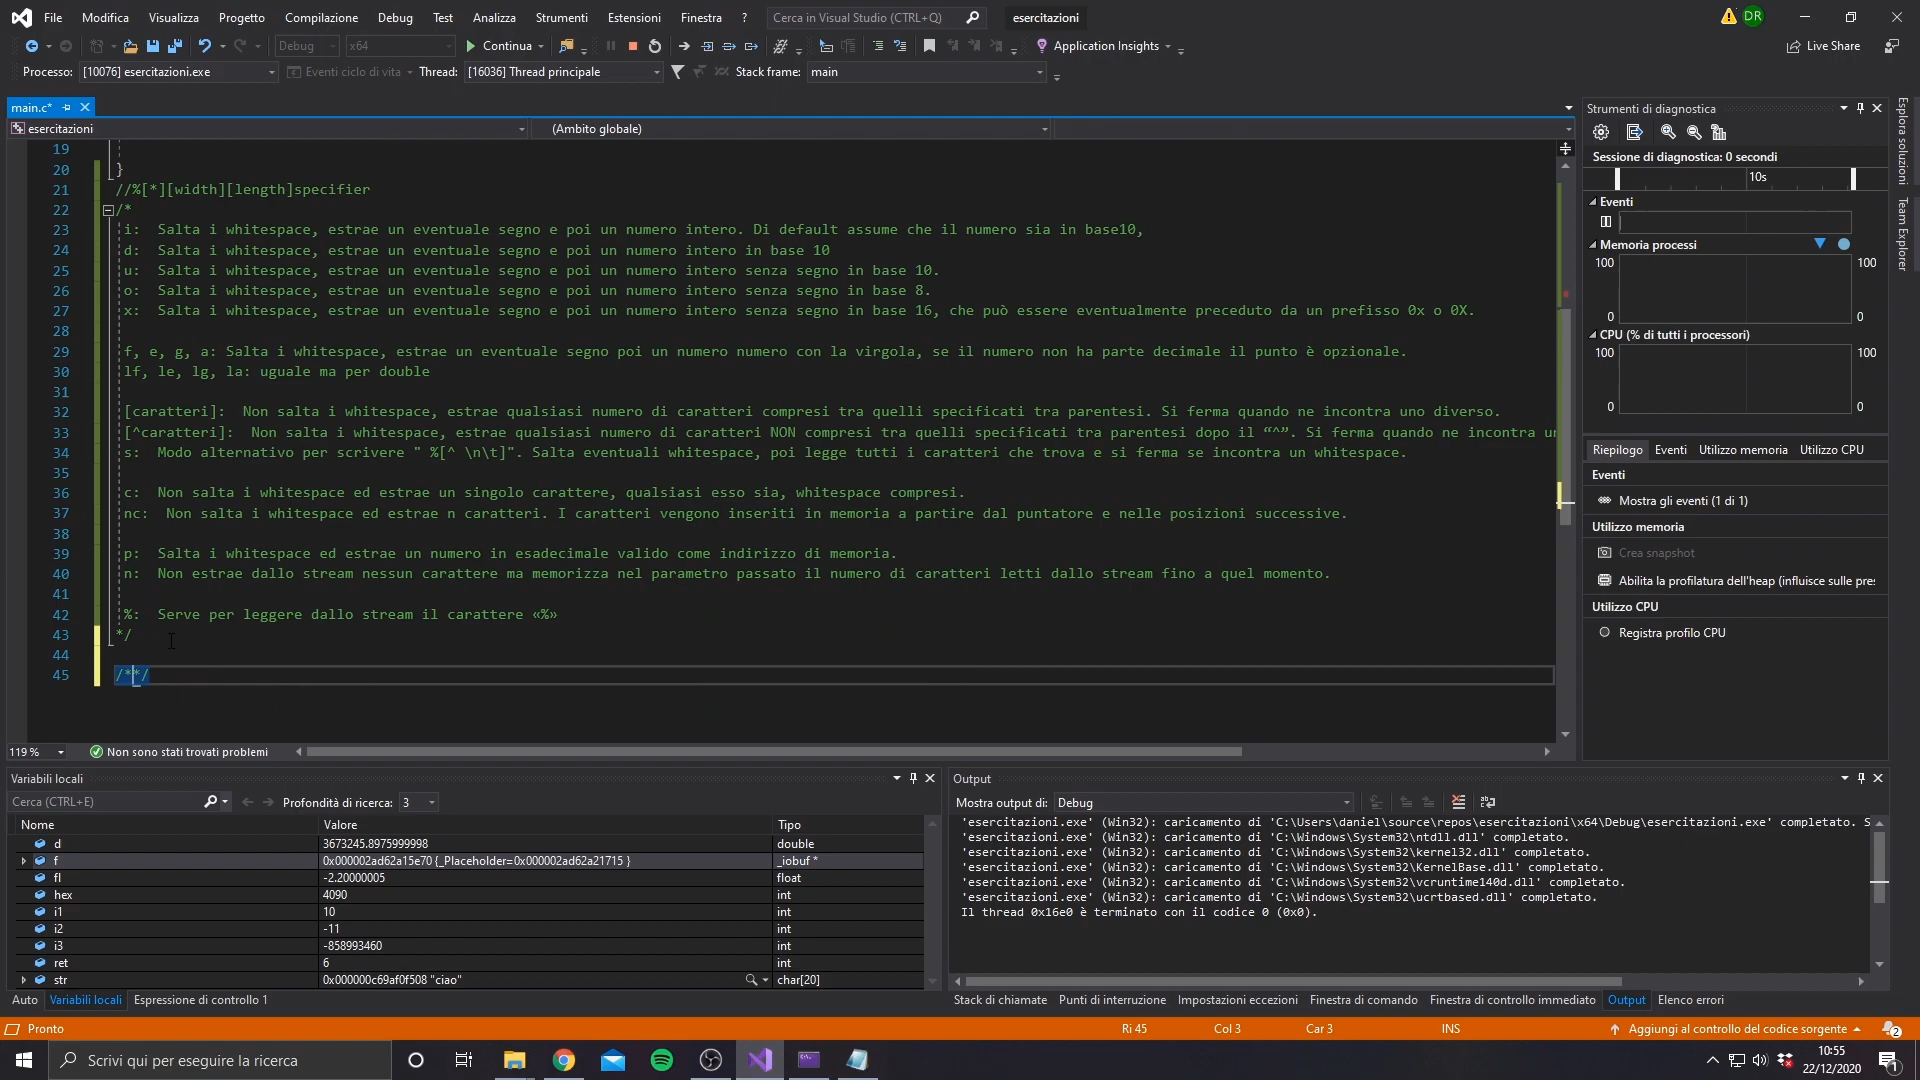 File Modifica Visualizza Progetto Compilazione Debug Test Analizza Strumenti Estensioni Finestra ? Cerca in Visual Studio (CTRL+Q) esercitazioni DR
Debug x64 Continua Application Insights Live Share
Processo: [10076] esercitazioni.exe Eventi ciclo di vita Thread: [16036] Thread principale Stack frame: main
main.c*
esercitazioni (Ambito globale)
19
20 }
21 //%[*][width][length]specifier
22 /*
23 i: Salta i whitespace, estrae un eventuale segno e poi un numero intero. Di default assume che il numero sia in base10,
24 d: Salta i whitespace, estrae un eventuale segno e poi un numero intero in base 10
25 u: Salta i whitespace, estrae un eventuale segno e poi un numero intero senza segno in base 10.
26 o: Salta i whitespace, estrae un eventuale segno e poi un numero intero senza segno in base 8.
27 x: Salta i whitespace, estrae un eventuale segno e poi un numero intero senza segno in base 16, che può essere eventualmente preceduto da un prefisso 0x o 0X.
28
29 f, e, g, a: Salta i whitespace, estrae un eventuale segno poi un numero numero con la virgola, se il numero non ha parte decimale il punto è opzionale.
30 lf, le, lg, la: uguale ma per double
31
32 [caratteri]: Non salta i whitespace, estrae qualsiasi numero di caratteri compresi tra quelli specificati tra parentesi. Si ferma quando ne incontra uno diverso.
33 [^caratteri]: Non salta i whitespace, estrae qualsiasi numero di caratteri NON compresi tra quelli specificati tra parentesi dopo il “^”. Si ferma quando ne incontra un
34 s: Modo alternativo per scrivere " %[^ \n\t]". Salta eventuali whitespace, poi legge tutti i caratteri che trova e si ferma se incontra un whitespace.
35
36 c: Non salta i whitespace ed estrae un singolo carattere, qualsiasi esso sia, whitespace compresi.
37 nc: Non salta i whitespace ed estrae n caratteri. I caratteri vengono inseriti in memoria a partire dal puntatore e nelle posizioni successive.
38
39 p: Salta i whitespace ed estrae un numero in esadecimale valido come indirizzo di memoria.
40 n: Non estrae dallo stream nessun carattere ma memorizza nel parametro passato il numero di caratteri letti dallo stream fino a quel momento.
41
42 %: Serve per leggere dallo stream il carattere «%»
43 */
44
45 /**/
119 % Non sono stati trovati problemi
Strumenti di diagnostica
Sessione di diagnostica: 0 secondi
10s
Eventi
Memoria processi
100 100
0 0
CPU (% di tutti i processori)
100 100
0 0
Riepilogo Eventi Utilizzo memoria Utilizzo CPU
Eventi
Mostra gli eventi (1 di 1)
Utilizzo memoria
Crea snapshot
Abilita la profilatura dell'heap (influisce sulle pres
Utilizzo CPU
Registra profilo CPU
Esplora soluzioni
Team Explorer
Variabili locali
Cerca (CTRL+E) Profondità di ricerca: 3
Nome Valore Tipo
d 3673245.8975999998 double
f 0x000002ad62a15e70 {_Placeholder=0x000002ad62a21715 } _iobuf *
fl -2.20000005 float
hex 4090 int
i1 10 int
i2 -11 int
i3 -858993460 int
ret 6 int
str 0x000000c69af0f508 "ciao" char[20]
Auto Variabili locali Espressione di controllo 1
Output
Mostra output di: Debug
'esercitazioni.exe' (Win32): caricamento di 'C:\Users\daniel\source\repos\esercitazioni\x64\Debug\esercitazioni.exe' completato. S
'esercitazioni.exe' (Win32): caricamento di 'C:\Windows\System32\ntdll.dll' completato.
'esercitazioni.exe' (Win32): caricamento di 'C:\Windows\System32\kernel32.dll' completato.
'esercitazioni.exe' (Win32): caricamento di 'C:\Windows\System32\KernelBase.dll' completato.
'esercitazioni.exe' (Win32): caricamento di 'C:\Windows\System32\vcruntime140d.dll' completato.
'esercitazioni.exe' (Win32): caricamento di 'C:\Windows\System32\ucrtbased.dll' completato.
Il thread 0x16e0 è terminato con il codice 0 (0x0).
Stack di chiamate Punti di interruzione Impostazioni eccezioni Finestra di comando Finestra di controllo immediato Output Elenco errori
Pronto Ri 45 Col 3 Car 3 INS Aggiungi al controllo del codice sorgente 2
Scrivi qui per eseguire la ricerca
10:55
22/12/2020
1